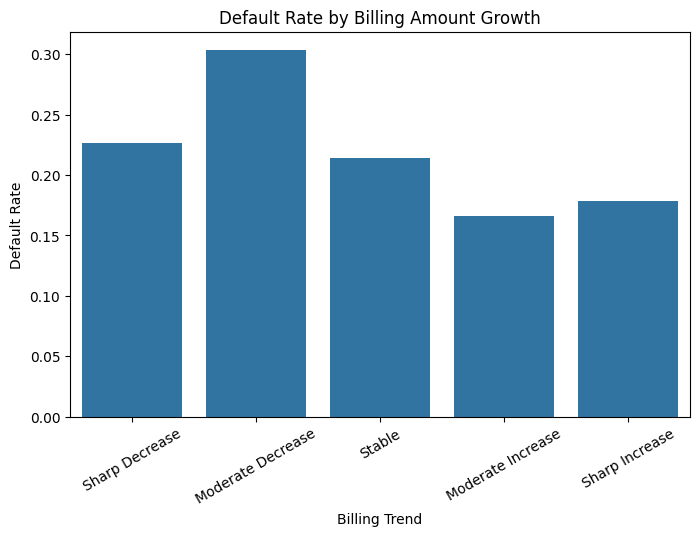 Default Rate by Billing Amount Growth
Default Rate
0.30
0.25
0.20
0.15
0.10
0.05
0.00
Sharp Decrease
Moderate Decrease
Stable
Moderate Increase
Sharp Increase
Billing Trend